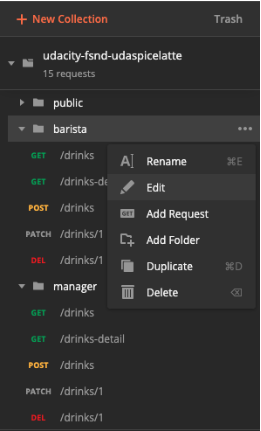 + New Collection Trash
udacity-fsnd-udaspicelatte
15 requests
public
barista
GET /drinks
GET /drinks-de
POST /drinks
PATCH /drinks/1
DEL /drinks/1
Rename ⌘E
Edit
Add Request
Add Folder
Duplicate ⌘D
Delete ⌫
manager
GET /drinks
GET /drinks-detail
POST /drinks
PATCH /drinks/1
DEL /drinks/1